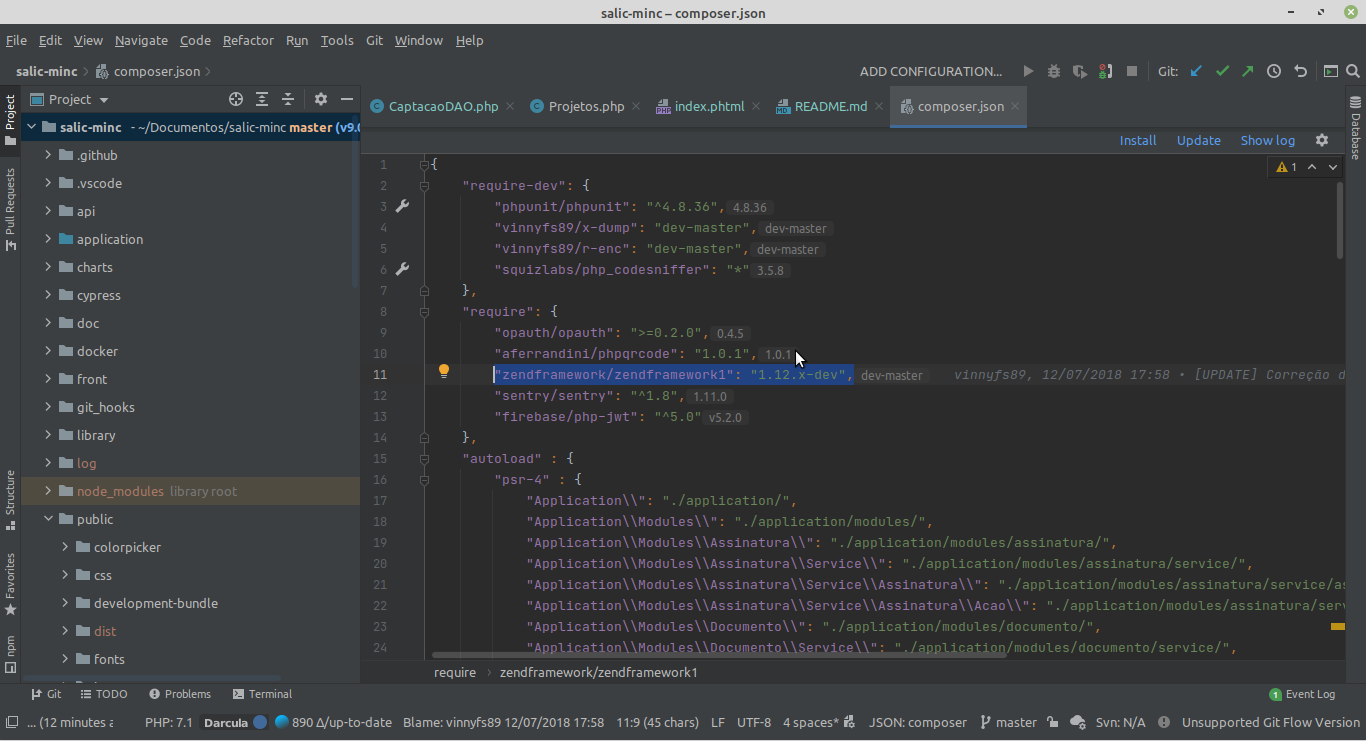 salic-minc – composer.json
File Edit View Navigate Code Refactor Run Tools Git Window Help
salic-minc composer.json ADD CONFIGURATION... Git:
Project
CaptacaoDAO.php Projetos.php index.phtml README.md composer.json
Install Update Show log
salic-minc - ~/Documentos/salic-minc master (v9.0
.github
.vscode
api
application
charts
cypress
doc
docker
front
git_hooks
library
log
node_modules library root
public
colorpicker
css
development-bundle
dist
fonts
Project
Pull Requests
Structure
Favorites
npm
Database
1
1 {
2 "require-dev": {
3 "phpunit/phpunit": "^4.8.36", 4.8.36
4 "vinnyfs89/x-dump": "dev-master", dev-master
5 "vinnyfs89/r-enc": "dev-master", dev-master
6 "squizlabs/php_codesniffer": "*" 3.5.8
7 },
8 "require": {
9 "opauth/opauth": ">=0.2.0", 0.4.5
10 "aferrandini/phpqrcode": "1.0.1", 1.0.1
11 "zendframework/zendframework1": "1.12.x-dev", dev-master vinnyfs89, 12/07/2018 17:58 • [UPDATE] Correção d
12 "sentry/sentry": "^1.8", 1.11.0
13 "firebase/php-jwt": "^5.0" v5.2.0
14 },
15 "autoload" : {
16 "psr-4" : {
17 "Application\\": "./application/",
18 "Application\\Modules\\": "./application/modules/",
19 "Application\\Modules\\Assinatura\\": "./application/modules/assinatura/",
20 "Application\\Modules\\Assinatura\\Service\\": "./application/modules/assinatura/service/",
21 "Application\\Modules\\Assinatura\\Service\\Assinatura\\": "./application/modules/assinatura/service/as
22 "Application\\Modules\\Assinatura\\Service\\Assinatura\\Acao\\": "./application/modules/assinatura/serv
23 "Application\\Modules\\Documento\\": "./application/modules/documento/",
24 "Application\\Modules\\Documento\\Service\\": "./application/modules/documento/service/",
require zendframework/zendframework1
Git TODO Problems Terminal 1 Event Log
... (12 minutes a PHP: 7.1 Darcula 890 Δ/up-to-date Blame: vinnyfs89 12/07/2018 17:58 11:9 (45 chars) LF UTF-8 4 spaces* JSON: composer master Svn: N/A Unsupported Git Flow Version